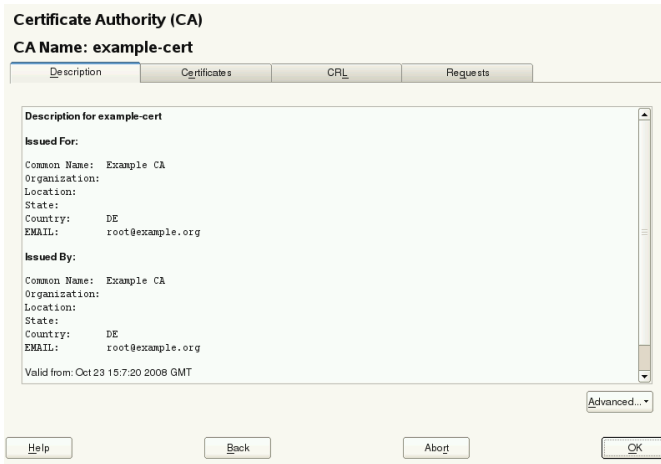 Certificate Authority (CA)
CA Name: example-cert
Description Certificates CRL Requests
Description for example-cert
Issued For:
Common Name: Example CA
Organization:
Location:
State:
Country: DE
EMAIL: root@example.org
Issued By:
Common Name: Example CA
Organization:
Location:
State:
Country: DE
EMAIL: root@example.org
Valid from: Oct 23 15:7:20 2008 GMT
Advanced...
Help Back Abort OK